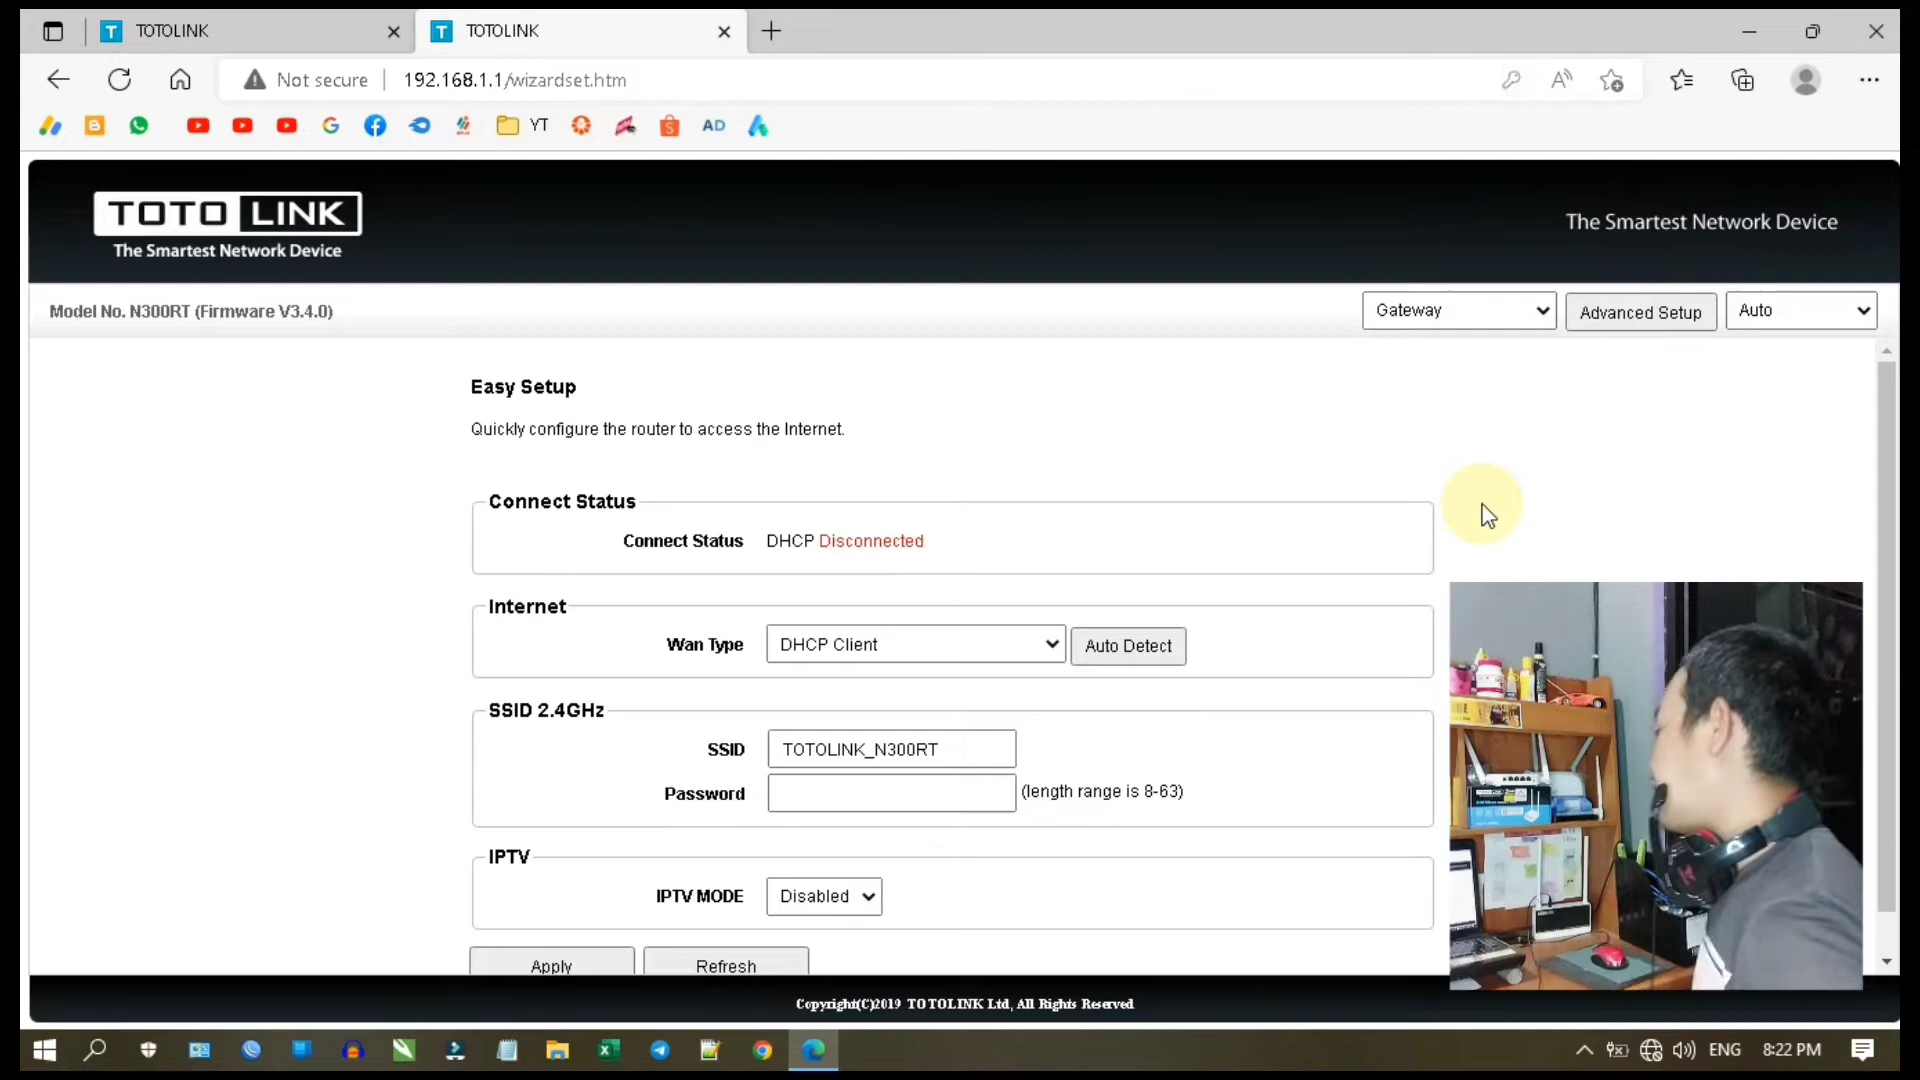 TOTOLINK
TOTOLINK
Not secure
192.168.1.1/wizardset.htm
YT
AD
TOTO LINK
The Smartest Network Device
The Smartest Network Device
Model No. N300RT (Firmware V3.4.0)
Gateway
Advanced Setup
Auto
Easy Setup
Quickly configure the router to access the Internet.
Connect Status
Connect Status DHCP Disconnected
Internet
Wan Type DHCP Client Auto Detect
SSID 2.4GHz
SSID TOTOLINK_N300RT
Password (length range is 8-63)
IPTV
IPTV MODE Disabled
Apply Refresh
Copyright(C)2019 TOTOLINK Ltd, All Rights Reserved
ENG 8:22 PM